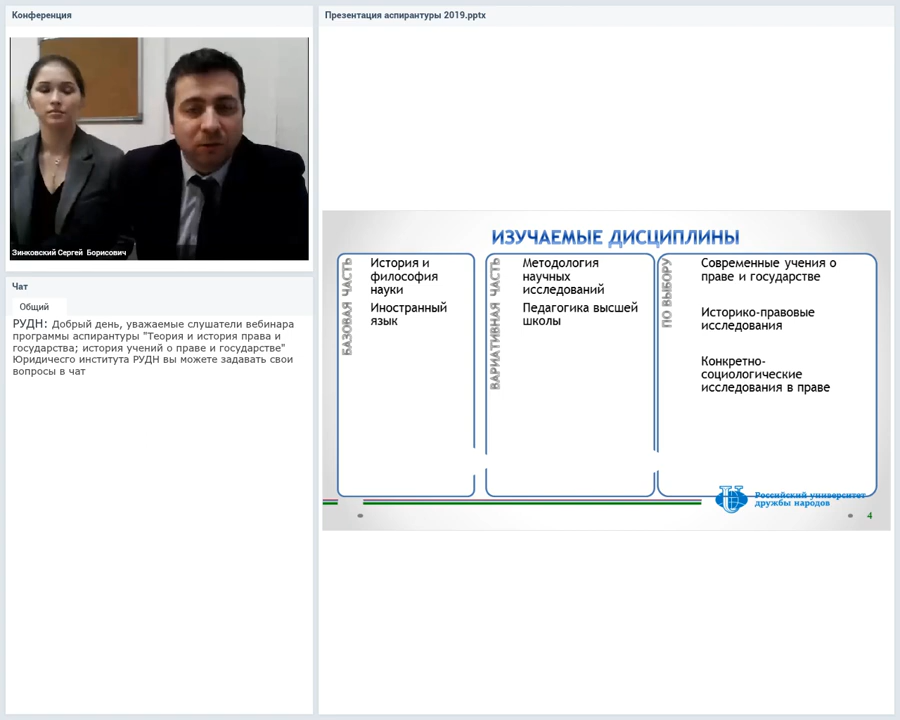 Конференция
Зинковский Сергей Борисович
Чат
Общий
РУДН: Добрый день, уважаемые слушатели вебинара
программы аспирантуры "Теория и история права и
государства; история учений о праве и государстве"
Юридичесго института РУДН вы можете задавать свои
вопросы в чат
Презентация аспирантуры 2019.pptx
ИЗУЧАЕМЫЕ ДИСЦИПЛИНЫ
БАЗОВАЯ ЧАСТЬ
История и
философия
науки
Иностранный
язык
ВАРИАТИВНАЯ ЧАСТЬ
Методология
научных
исследований
Педагогика высшей
школы
ПО ВЫБОРУ
Современные учения о
праве и государстве
Историко-правовые
исследования
Конкретно-
социологические
исследования в праве
Российский университет
дружбы народов
4